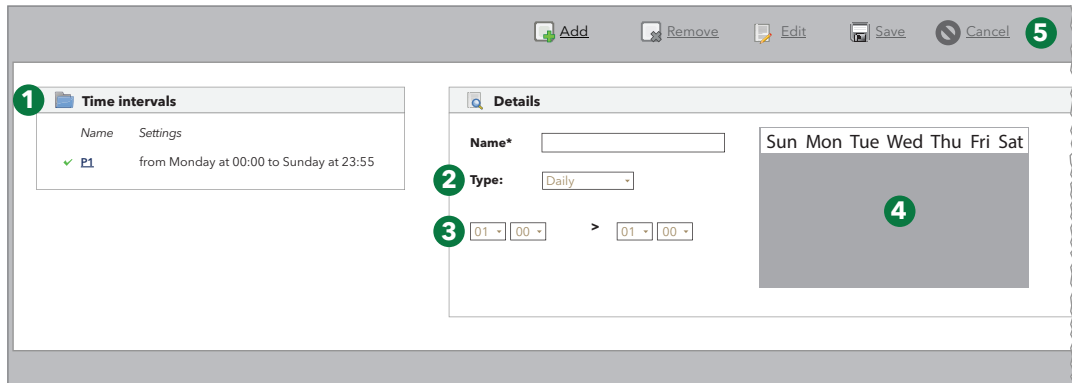 Add Remove Edit Save Cancel 5
1 Time intervals
Name Settings
P1 from Monday at 00:00 to Sunday at 23:55
Details
Name*
2 Type: Daily
3 01 00 > 01 00
Sun Mon Tue Wed Thu Fri Sat
4